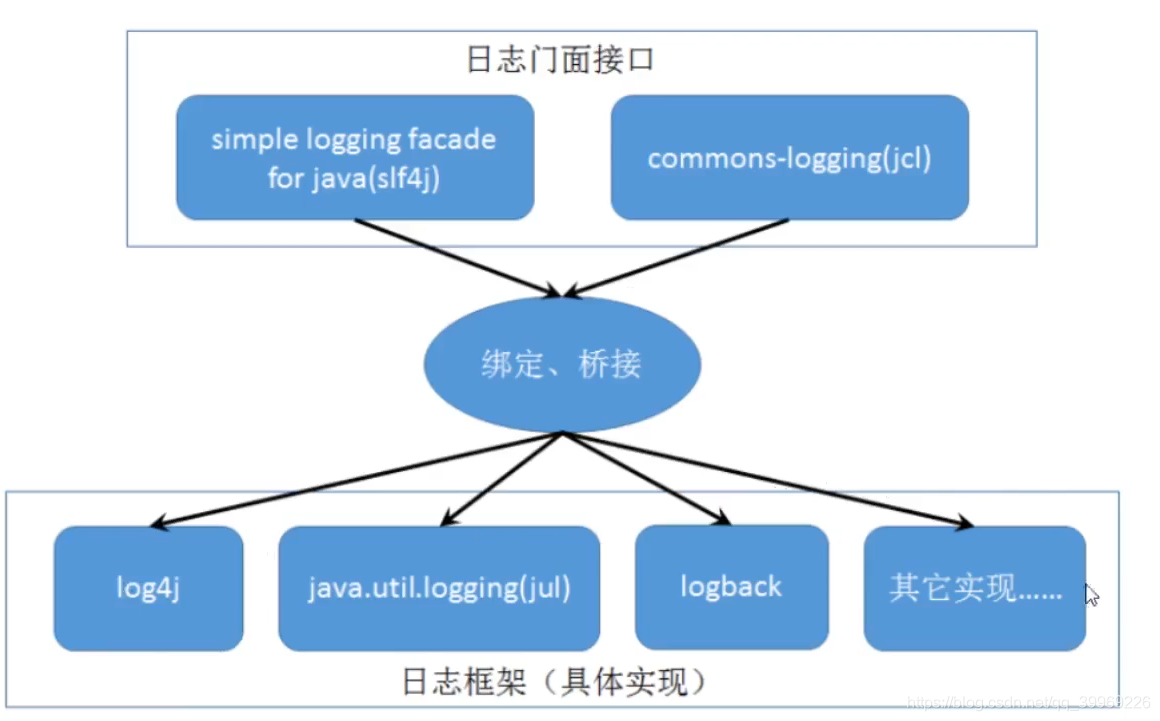 日志门面接口
simple logging facade
for java(slf4j)
commons-logging(jcl)
绑定、桥接
log4j
java.util.logging(jul)
logback
其它实现……
日志框架（具体实现）
https://blog.csdn.net/qq_39969226